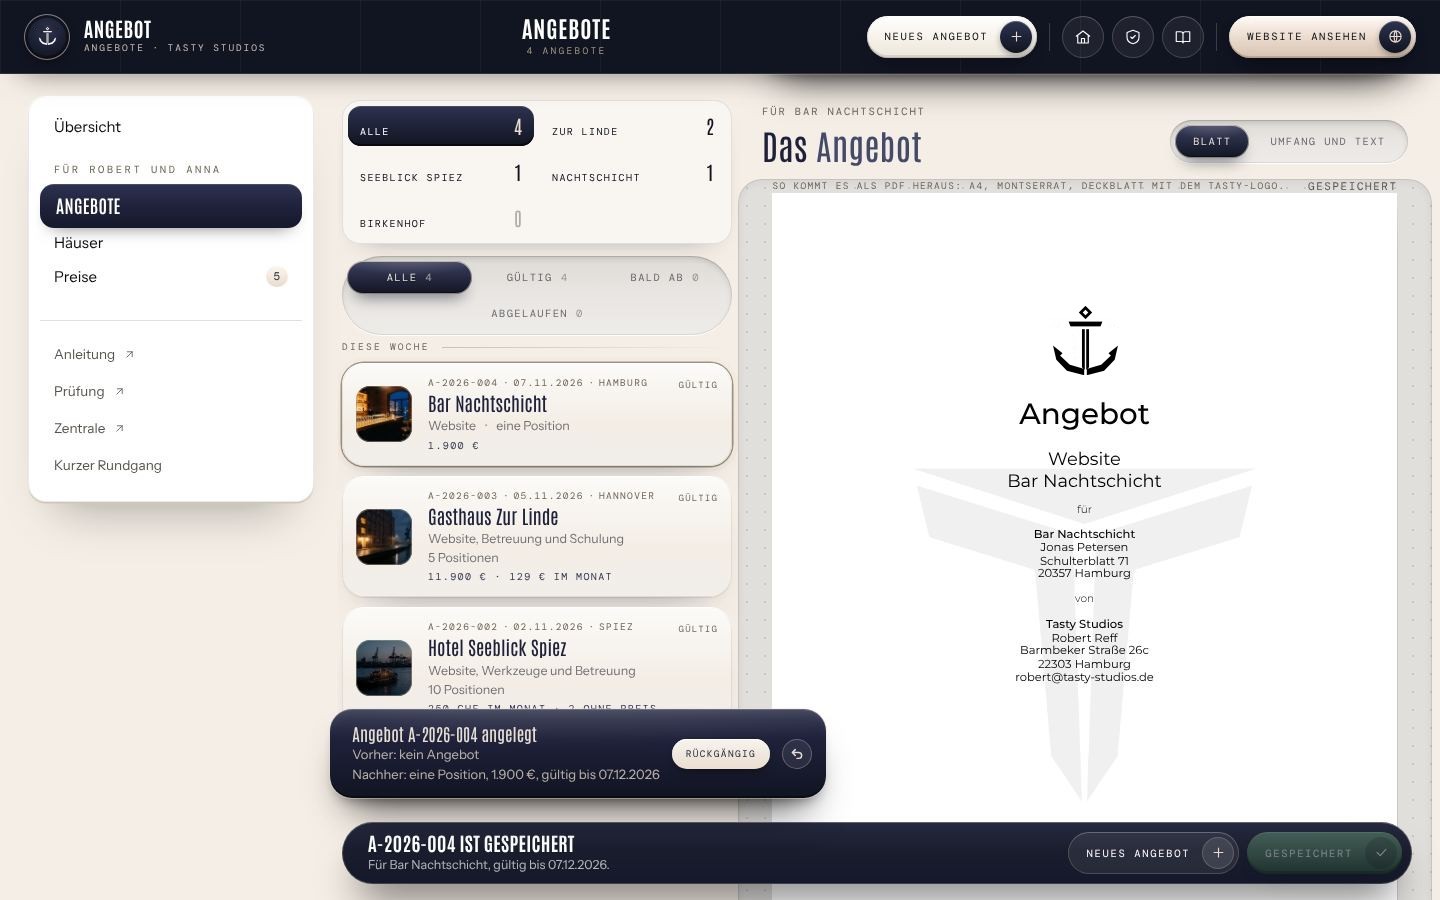 ANGEBOT
ANGEBOTE · TASTY STUDIOS
ANGEBOTE
4 ANGEBOTE
NEUES ANGEBOT
WEBSITE ANSEHEN
Übersicht
FÜR ROBERT UND ANNA
ANGEBOTE
Häuser
Preise
5
Anleitung
Prüfung
Zentrale
Kurzer Rundgang
ALLE 4
ZUR LINDE 2
SEEBLICK SPIEZ 1
NACHTSCHICHT 1
BIRKENHOF 0
ALLE 4
GÜLTIG 4
BALD AB 0
ABGELAUFEN 0
DIESE WOCHE
A-2026-004 · 07.11.2026 · HAMBURG
GÜLTIG
Bar Nachtschicht
Website · eine Position
1.900 €
A-2026-003 · 05.11.2026 · HANNOVER
GÜLTIG
Gasthaus Zur Linde
Website, Betreuung und Schulung
5 Positionen
11.900 € · 129 € IM MONAT
A-2026-002 · 02.11.2026 · SPIEZ
GÜLTIG
Hotel Seeblick Spiez
Website, Werkzeuge und Betreuung
10 Positionen
250 CHF IM MONAT · 2 OHNE PREIS
FÜR BAR NACHTSCHICHT
Das Angebot
BLATT
UMFANG UND TEXT
SO KOMMT ES ALS PDF HERAUS: A4, MONTSERRAT, DECKBLATT MIT DEM TASTY-LOGO.
GESPEICHERT
Angebot
Website
Bar Nachtschicht
für
Bar Nachtschicht
Jonas Petersen
Schulterblatt 71
20357 Hamburg
von
Tasty Studios
Robert Reff
Barmbeker Straße 26c
22303 Hamburg
robert@tasty-studios.de
Angebot A-2026-004 angelegt
Vorher: kein Angebot
Nachher: eine Position, 1.900 €, gültig bis 07.12.2026
RÜCKGÄNGIG
A-2026-004 IST GESPEICHERT
Für Bar Nachtschicht, gültig bis 07.12.2026.
NEUES ANGEBOT
GESPEICHERT